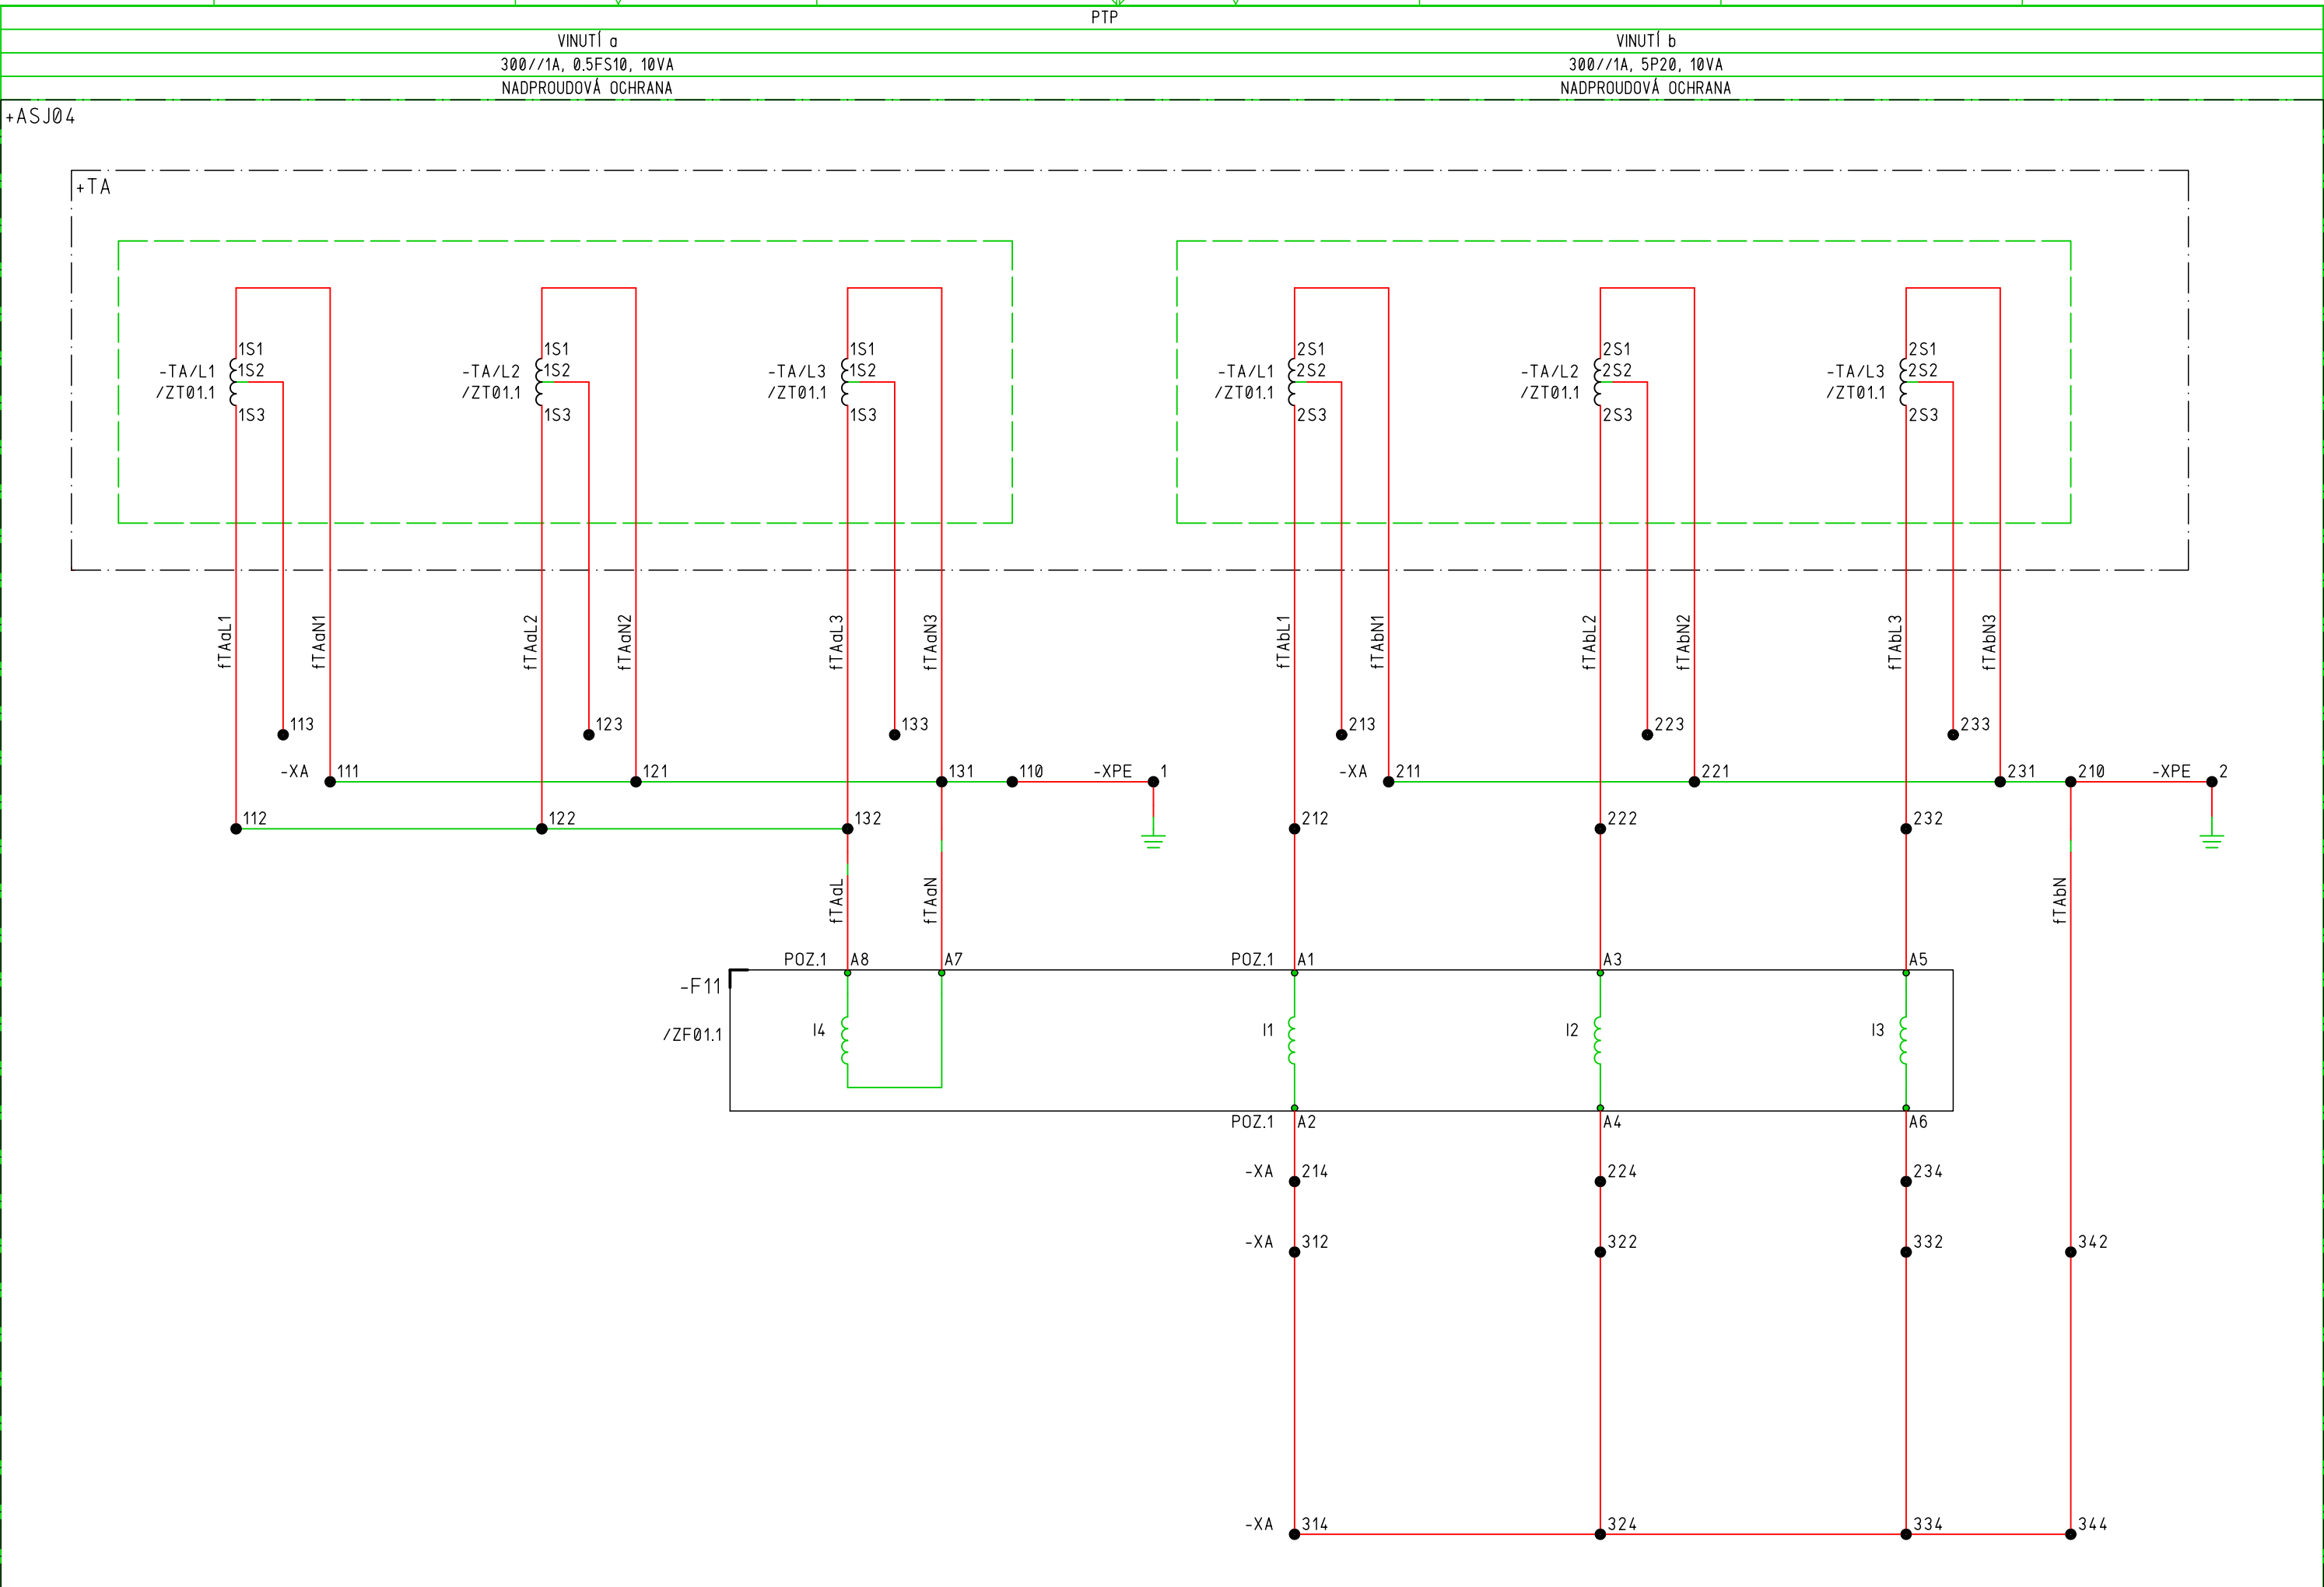 PTP
VINUTÍ a
VINUTÍ b
300//1A, 0.5FS10, 10VA
300//1A, 5P20, 10VA
NADPROUDOVÁ OCHRANA
NADPROUDOVÁ OCHRANA
+ASJ04
+TA
-TA/L1
/ZT01.1
1S1
1S2
1S3
-TA/L2
/ZT01.1
1S1
1S2
1S3
-TA/L3
/ZT01.1
1S1
1S2
1S3
-TA/L1
/ZT01.1
2S1
2S2
2S3
-TA/L2
/ZT01.1
2S1
2S2
2S3
-TA/L3
/ZT01.1
2S1
2S2
2S3
fTAaL1
fTAaN1
fTAaL2
fTAaN2
fTAaL3
fTAaN3
fTAbL1
fTAbN1
fTAbL2
fTAbN2
fTAbL3
fTAbN3
113
123
133
213
223
233
-XA
111
121
131
110
-XPE
1
-XA
211
221
231
210
-XPE
2
112
122
132
212
222
232
fTAaL
fTAaN
fTAbN
POZ.1
A8
A7
POZ.1
A1
A3
A5
-F11
/ZF01.1
I4
I1
I2
I3
POZ.1
A2
A4
A6
-XA
214
224
234
-XA
312
322
332
342
-XA
314
324
334
344